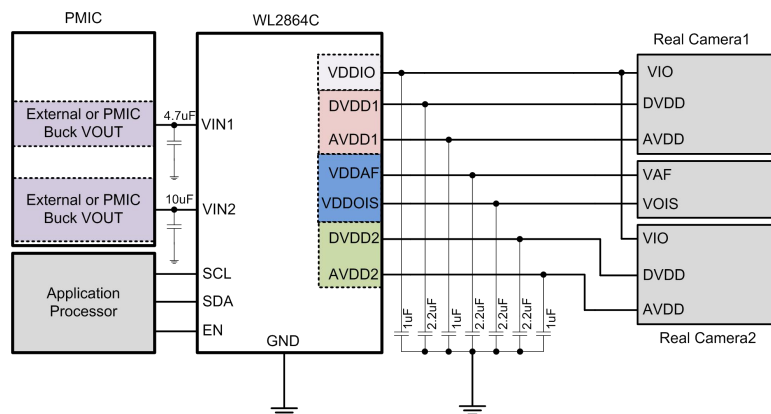 PMIC
WL2864C
Real Camera1
External or PMIC
Buck VOUT
4.7uF
VIN1
External or PMIC
Buck VOUT
10uF
VIN2
Application
Processor
SCL
SDA
EN
GND
VDDIO
DVDD1
AVDD1
VDDAF
VDDOIS
DVDD2
AVDD2
1uF
2.2uF
1uF
2.2uF
2.2uF
2.2uF
1uF
VIO
DVDD
AVDD
VAF
VOIS
VIO
DVDD
AVDD
Real Camera2